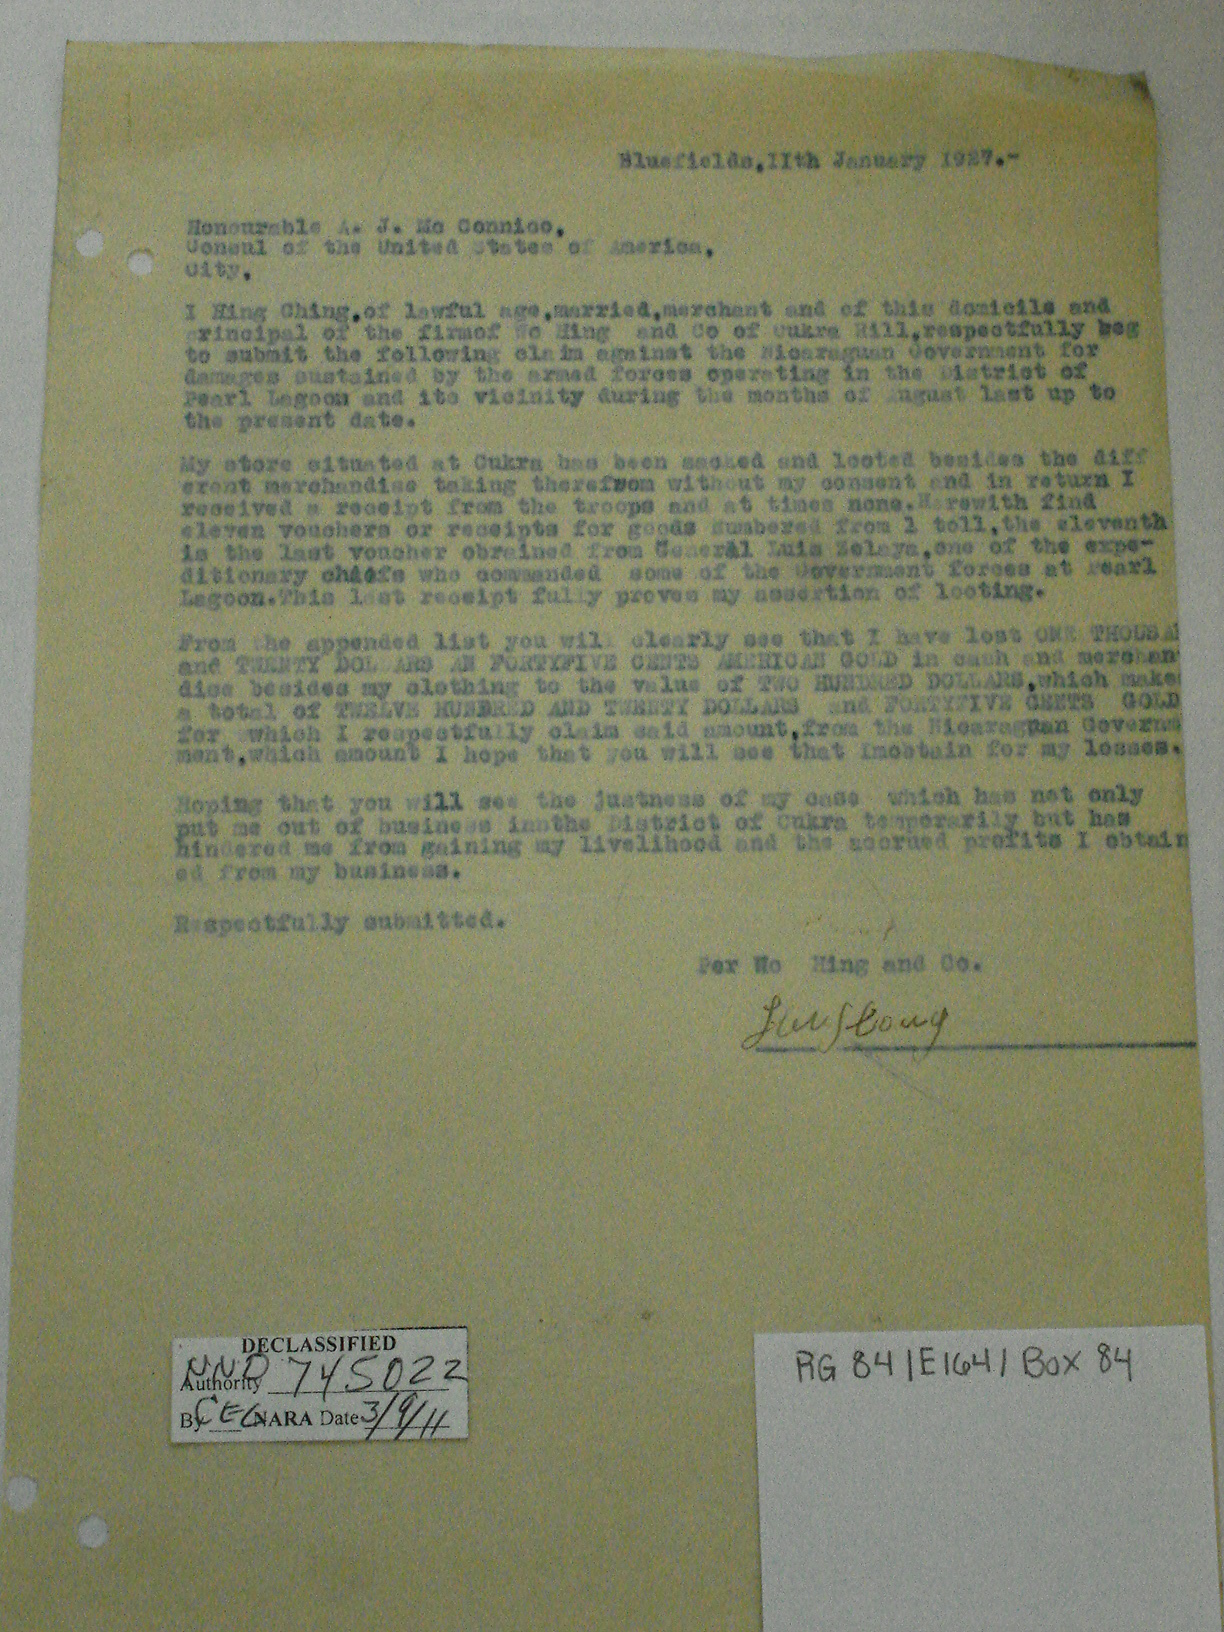 Bluefields,IIth January 1927.-
Honourable A. J. Mc Connico,
Consul of the United States of America,
City,
I Hing Ching,of lawful age,married,merchant and of this domicile and
rincipal of the firmof Wo Hing and Co of Cukra Hill,respectfully beg
to submit the following claim against the Nicaraguan Government for
damages sustained by the armed forces operating in the District of
Pearl Lagoon and its vicinity during the months of August last up to
the present date.
My store situated at Cukra has been sacked and looted besides the diff
erent merchandise taking therefrom without my consent and in return I
received a receipt from the troops and at times none.Herewith find
eleven vouchers or receipts for goods numbered from 1 to11,the eleventh
is the last voucher obrained from General Luis Zelaya,one of the expe-
ditionary chiefs who commanded some of the Government forces at Pearl
Lagoon.This last receipt fully proves my assertion of looting.
From the appended list you will clearly see that I have lost ONE THOUSA
and TWENTY DOL ARS AN FORTYFIVE CENTS AMERICAN GOLD in cash and merchan
dise besides my clothing to the value of TWO HUNDRED DOLLARS,which make
a total of TWELVE HUNDRED AND TWENTY DOLLARS and FORTYFIVE CENTS GOLD
for which I respectfully claim said amount,from the Nicaraguan Govern
ment,which amount I hope that you will see that Imobtain for my losses.
Hoping that you will see the justness of my case which has not only
put me out of business innthe District of Cukra temporarily but has
hindered me from gaining my livelihood and the accrued profits I obtain
ed from my business.
Respectfully submitted.
Per Wo Hing and Co.
DECLASSIFIED
Authority NND 745022
By CEC NARA Date 3/9/11
RG 84 | E164 | Box 84